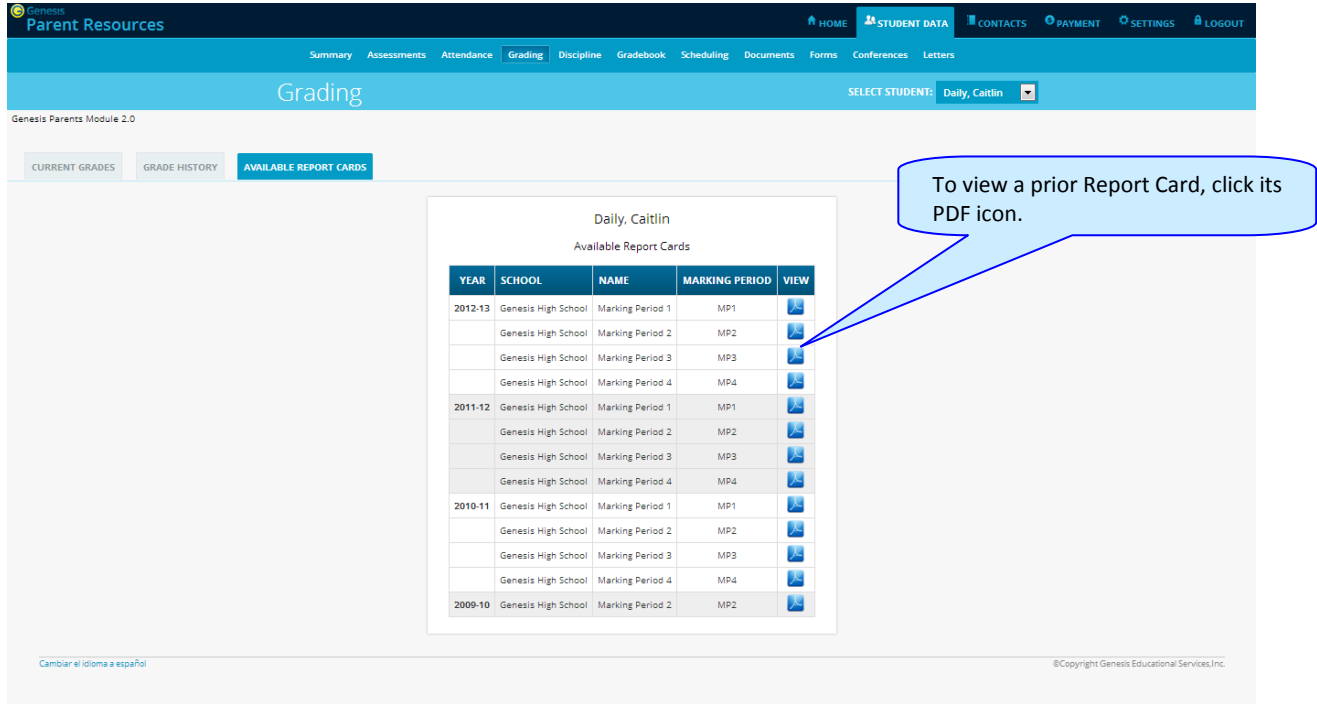 Genesis
Parent Resources
HOME STUDENT DATA CONTACTS PAYMENT SETTINGS LOGOUT
Summary Assessments Attendance Grading Discipline Gradebook Scheduling Documents Forms Conferences Letters
Grading
SELECT STUDENT: Daily, Caitlin
Genesis Parents Module 2.0
CURRENT GRADES GRADE HISTORY AVAILABLE REPORT CARDS
To view a prior Report Card, click its
PDF icon.
Daily, Caitlin
Available Report Cards
YEAR SCHOOL NAME MARKING PERIOD VIEW
2012-13 Genesis High School Marking Period 1 MP1
Genesis High School Marking Period 2 MP2
Genesis High School Marking Period 3 MP3
Genesis High School Marking Period 4 MP4
2011-12 Genesis High School Marking Period 1 MP1
Genesis High School Marking Period 2 MP2
Genesis High School Marking Period 3 MP3
Genesis High School Marking Period 4 MP4
2010-11 Genesis High School Marking Period 1 MP1
Genesis High School Marking Period 2 MP2
Genesis High School Marking Period 3 MP3
Genesis High School Marking Period 4 MP4
2009-10 Genesis High School Marking Period 2 MP2
Cambiar el idioma a español
©Copyright Genesis Educational Services,Inc.